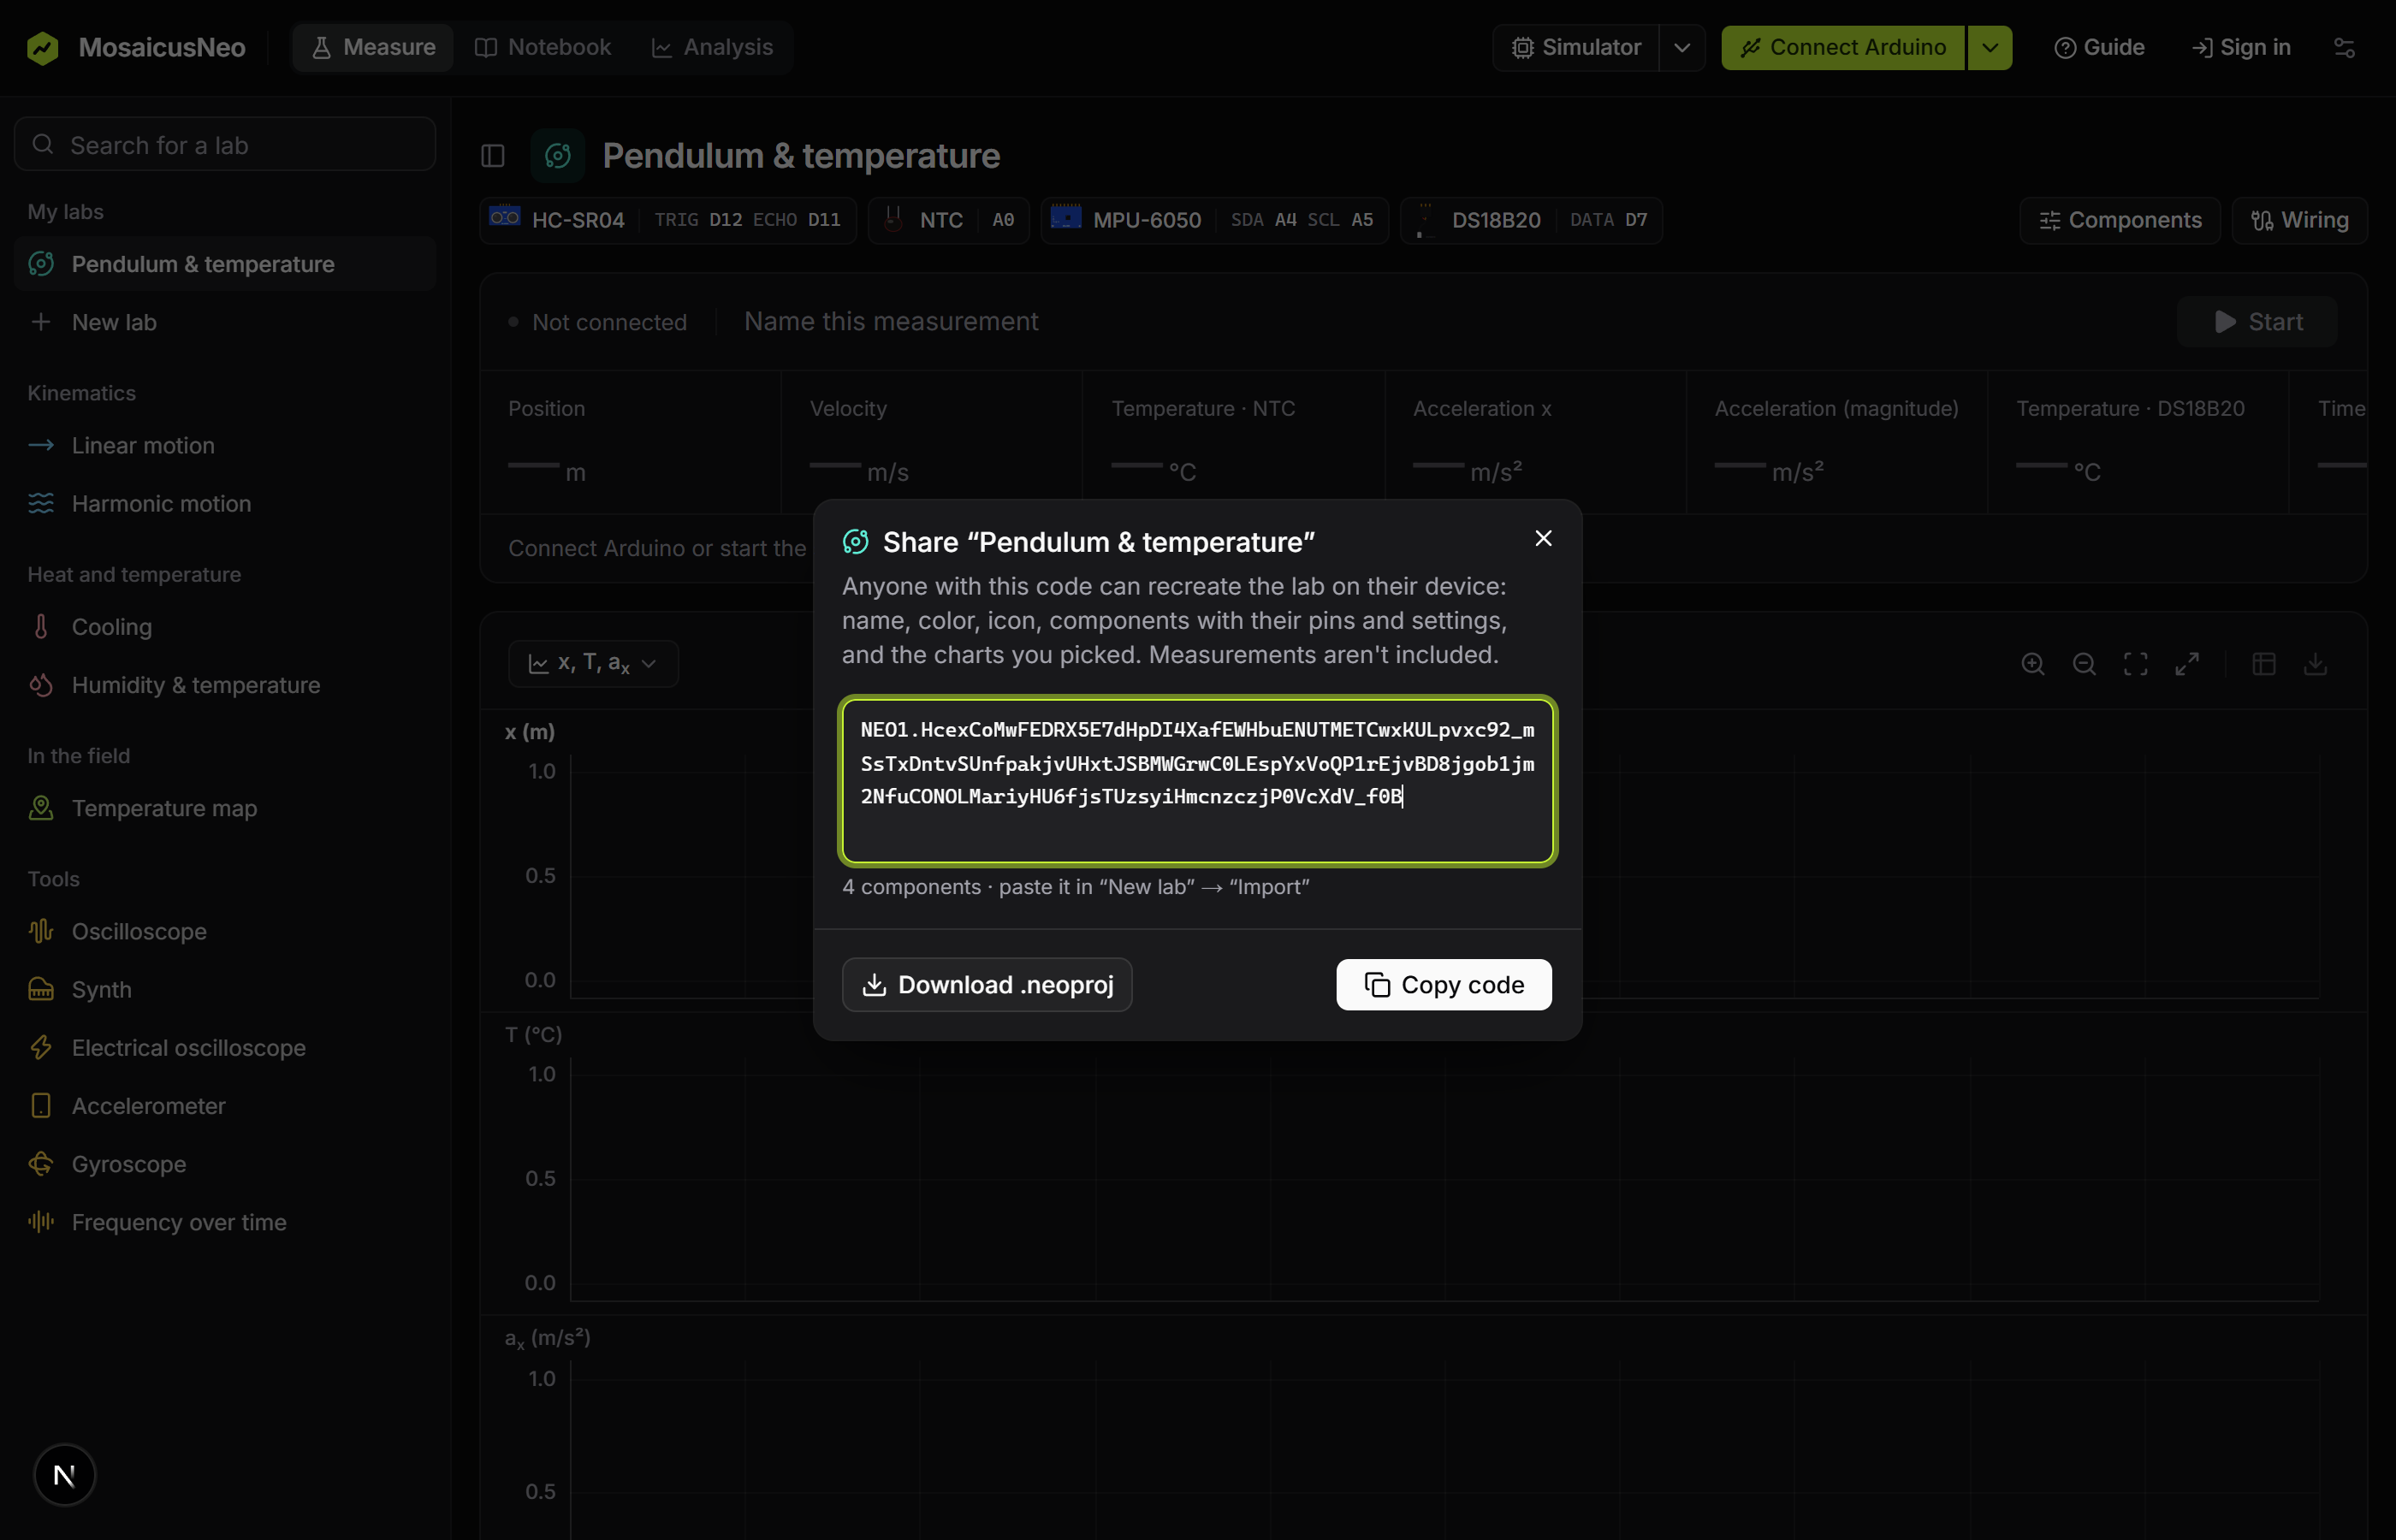 MosaicusNeo
Measure
Notebook
Analysis
Simulator
Connect Arduino
Guide
Sign in
Search for a lab
My labs
Pendulum & temperature
New lab
Kinematics
Linear motion
Harmonic motion
Heat and temperature
Cooling
Humidity & temperature
In the field
Temperature map
Tools
Oscilloscope
Synth
Electrical oscilloscope
Accelerometer
Gyroscope
Frequency over time
N
Pendulum & temperature
HC-SR04 TRIG D12 ECHO D11
NTC A0
MPU-6050 SDA A4 SCL A5
DS18B20 DATA D7
Components
Wiring
Not connected
Name this measurement
Start
Position
m
Velocity
m/s
Temperature · NTC
°C
Acceleration x
m/s²
Acceleration (magnitude)
m/s²
Temperature · DS18B20
°C
Time
Connect Arduino or start the
x, T, aₓ
x (m)
1.0
0.5
0.0
T (°C)
1.0
0.5
0.0
aₓ (m/s²)
1.0
0.5
Share “Pendulum & temperature”
Anyone with this code can recreate the lab on their device:
name, color, icon, components with their pins and settings,
and the charts you picked. Measurements aren't included.
NEO1.HcexCoMwFEDRX5E7dHpDI4XafEWHbuENUTMETCwxKULpvxc92_m
SsTxDntvSUnfpakjvUHxtJSBMWGrwC0LEspYxVoQP1rEjvBD8jgob1jm
2NfuCONOLMariyHU6fjsTUzsyiHmcnzczjP0VcXdV_f0B
4 components · paste it in “New lab” → “Import”
Download .neoproj
Copy code